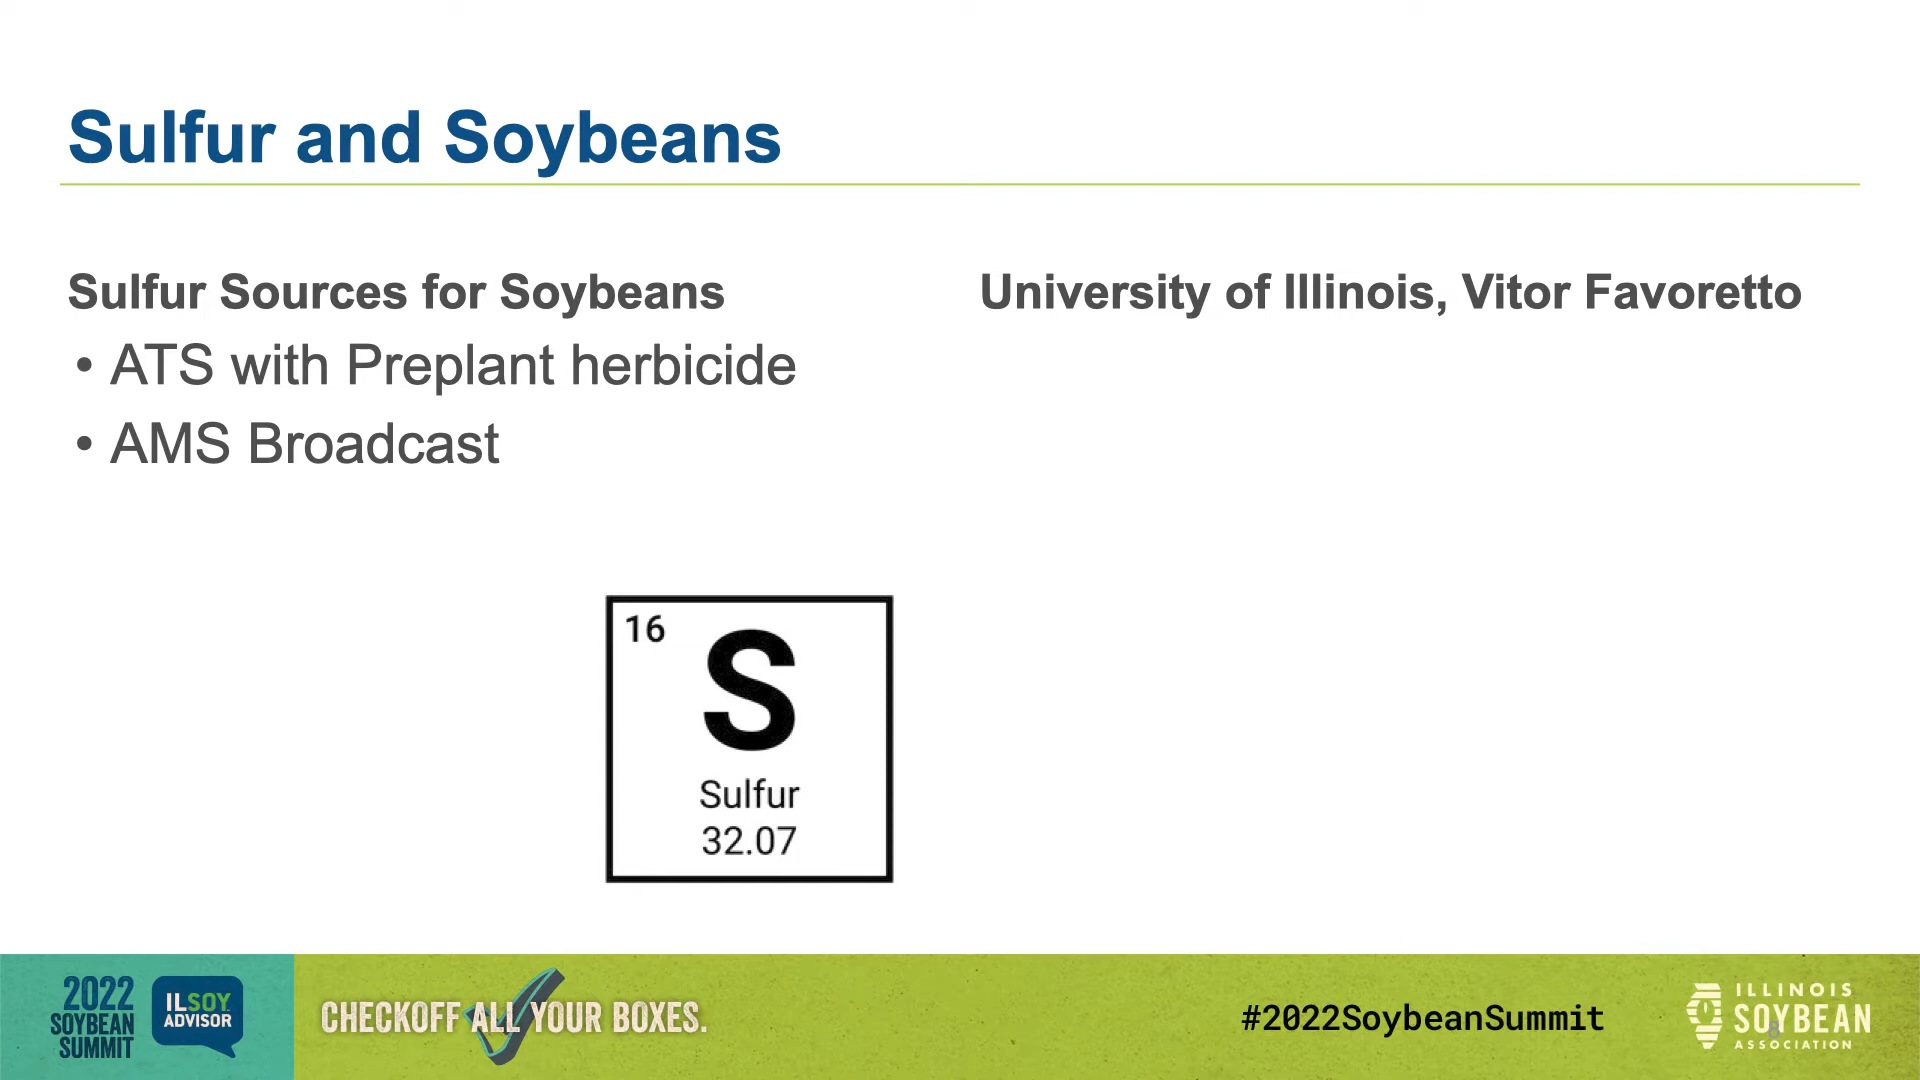 Sulfur and Soybeans
Sulfur Sources for Soybeans
• ATS with Preplant herbicide
• AMS Broadcast
University of Illinois, Vitor Favoretto
16
S
Sulfur
32.07
2022
SOYBEAN
SUMMIT
ILSOY
ADVISOR
CHECKOFF ALL YOUR BOXES.
#2022SoybeanSummit
ILLINOIS
SOYBEAN
ASSOCIATION
8